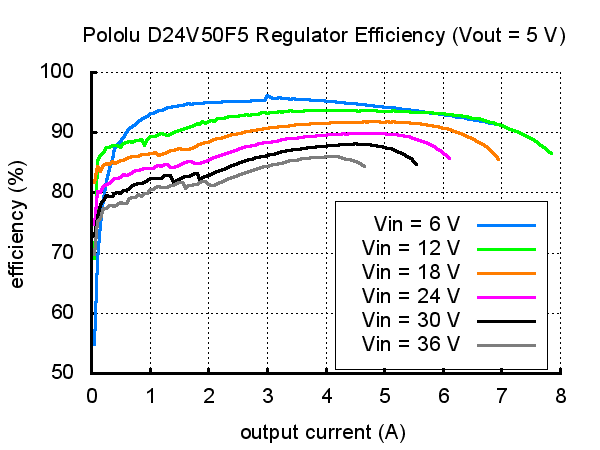 Pololu D24V50F5 Regulator Efficiency (Vout = 5 V)
100
90
80
70
60
50
efficiency (%)
Vin = 6 V
Vin = 12 V
Vin = 18 V
Vin = 24 V
Vin = 30 V
Vin = 36 V
0 1 2 3 4 5 6 7 8
output current (A)